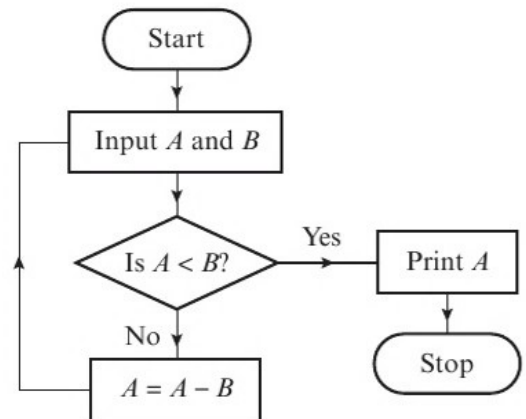 Start
Input A and B
Is A < B?
Yes
Print A
No
Stop
A = A – B